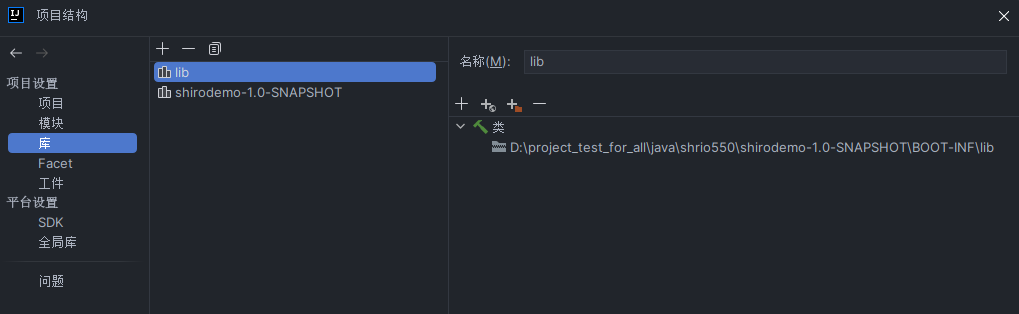 IJ
项目结构
项目设置
项目
模块
库
Facet
工件
平台设置
SDK
全局库
问题
lib
shirodemo-1.0-SNAPSHOT
名称(M): lib
类
D:\project_test_for_all\java\shrio550\shirodemo-1.0-SNAPSHOT\BOOT-INF\lib